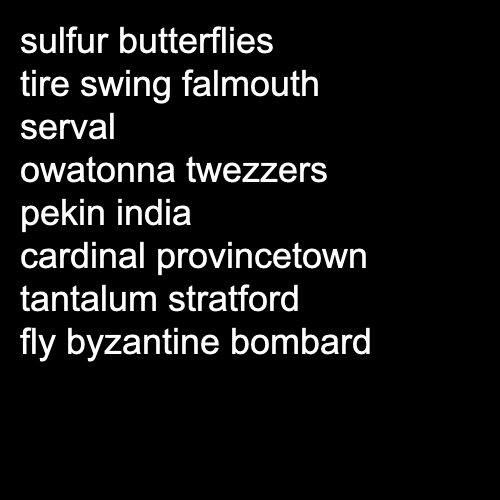 sulfur butterflies
tire swing falmouth
serval
owatonna twezzers
pekin india
cardinal provincetown
tantalum stratford
fly byzantine bombard